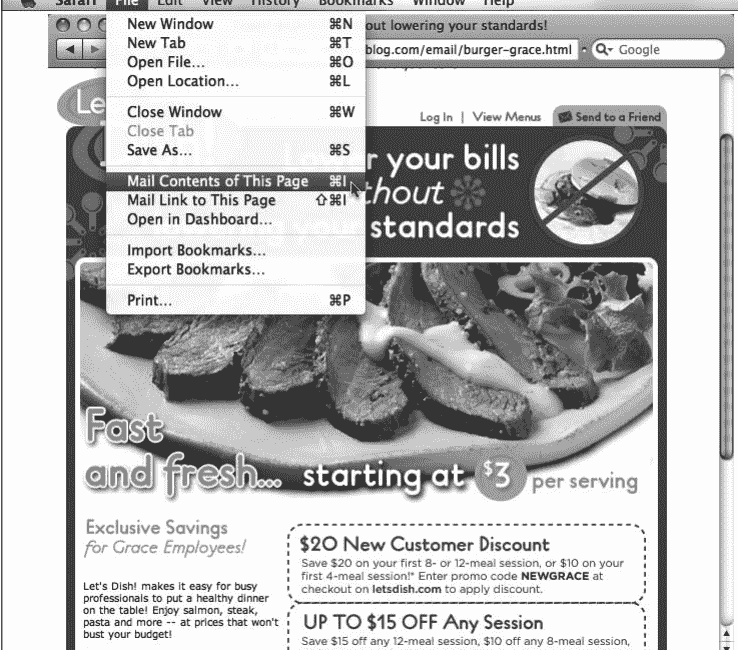 Safari File Edit View History Bookmarks Window Help
out lowering your standards!
blog.com/email/burger-grace.html
Google
New Window ⌘N
New Tab ⌘T
Open File... ⌘O
Open Location... ⌘L
Close Window ⌘W
Close Tab
Save As... ⌘S
Mail Contents of This Page ⌘I
Mail Link to This Page ⇧⌘I
Open in Dashboard...
Import Bookmarks...
Export Bookmarks...
Print... ⌘P
Le
Log In | View Menus
Send to a Friend
r your bills
thout
standards
Fast
and fresh... starting at $3 per serving
Exclusive Savings
for Grace Employees!
Let's Dish! makes it easy for busy
professionals to put a healthy dinner
on the table! Enjoy salmon, steak,
pasta and more -- at prices that won't
bust your budget!
$20 New Customer Discount
Save $20 on your first 8- or 12-meal session, or $10 on your
first 4-meal session!* Enter promo code NEWGRACE at
checkout on letsdish.com to apply discount.
UP TO $15 OFF Any Session
Save $15 off any 12-meal session, $10 off any 8-meal session,